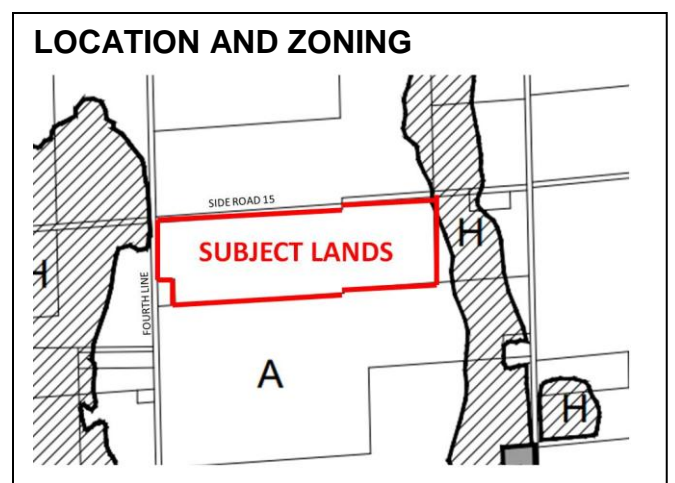 LOCATION AND ZONING
SIDE ROAD 15
SUBJECT LANDS
H
H
FOURTH LINE
A
H